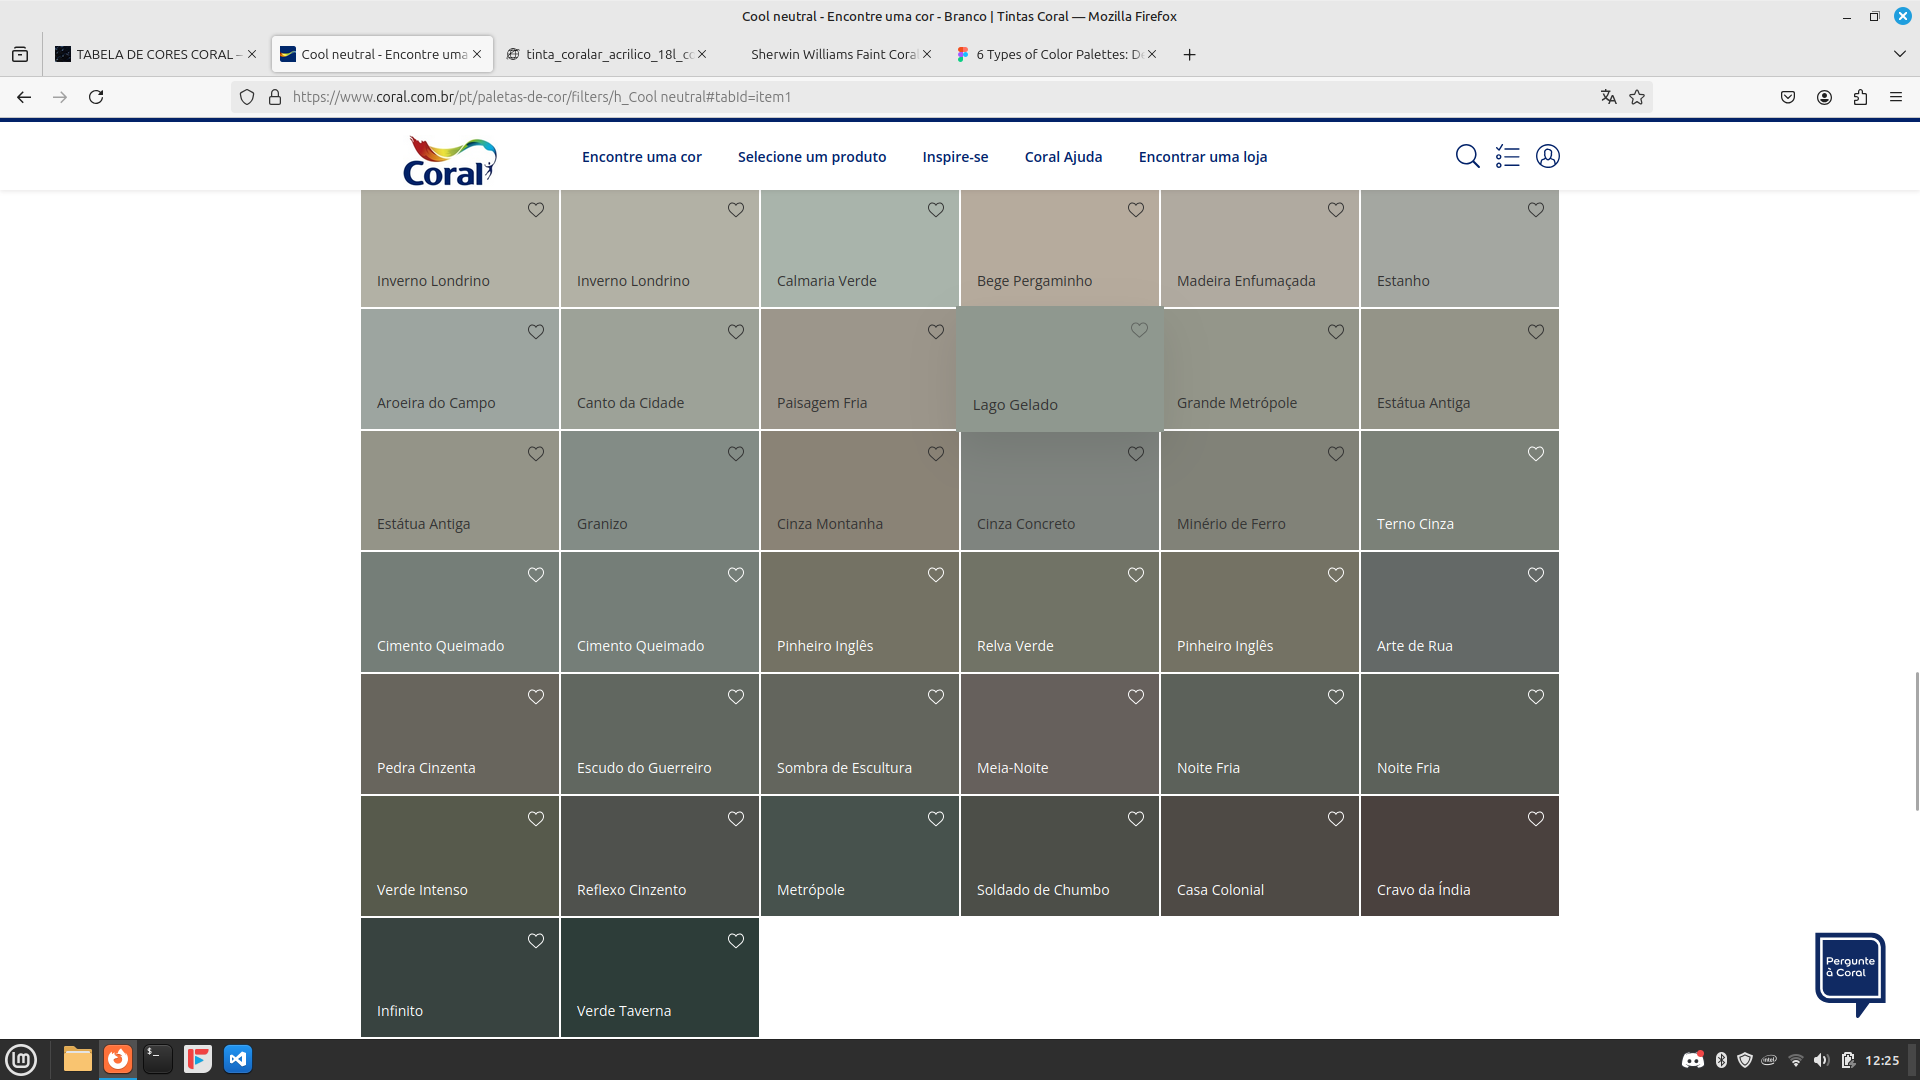 Cool neutral - Encontre uma cor - Branco | Tintas Coral — Mozilla Firefox
TABELA DE CORES CORAL –
Cool neutral - Encontre uma
tinta_coralar_acrilico_18l_co
Sherwin Williams Faint Coral
6 Types of Color Palettes: De
https://www.coral.com.br/pt/paletas-de-cor/filters/h_Cool neutral#tabId=item1
Coral
Encontre uma cor
Selecione um produto
Inspire-se
Coral Ajuda
Encontrar uma loja
Inverno Londrino
Inverno Londrino
Calmaria Verde
Bege Pergaminho
Madeira Enfumaçada
Estanho
Aroeira do Campo
Canto da Cidade
Paisagem Fria
Lago Gelado
Grande Metrópole
Estátua Antiga
Estátua Antiga
Granizo
Cinza Montanha
Cinza Concreto
Minério de Ferro
Terno Cinza
Cimento Queimado
Cimento Queimado
Pinheiro Inglês
Relva Verde
Pinheiro Inglês
Arte de Rua
Pedra Cinzenta
Escudo do Guerreiro
Sombra de Escultura
Meia-Noite
Noite Fria
Noite Fria
Verde Intenso
Reflexo Cinzento
Metrópole
Soldado de Chumbo
Casa Colonial
Cravo da Índia
Infinito
Verde Taverna
Pergunte
à Coral
12:25